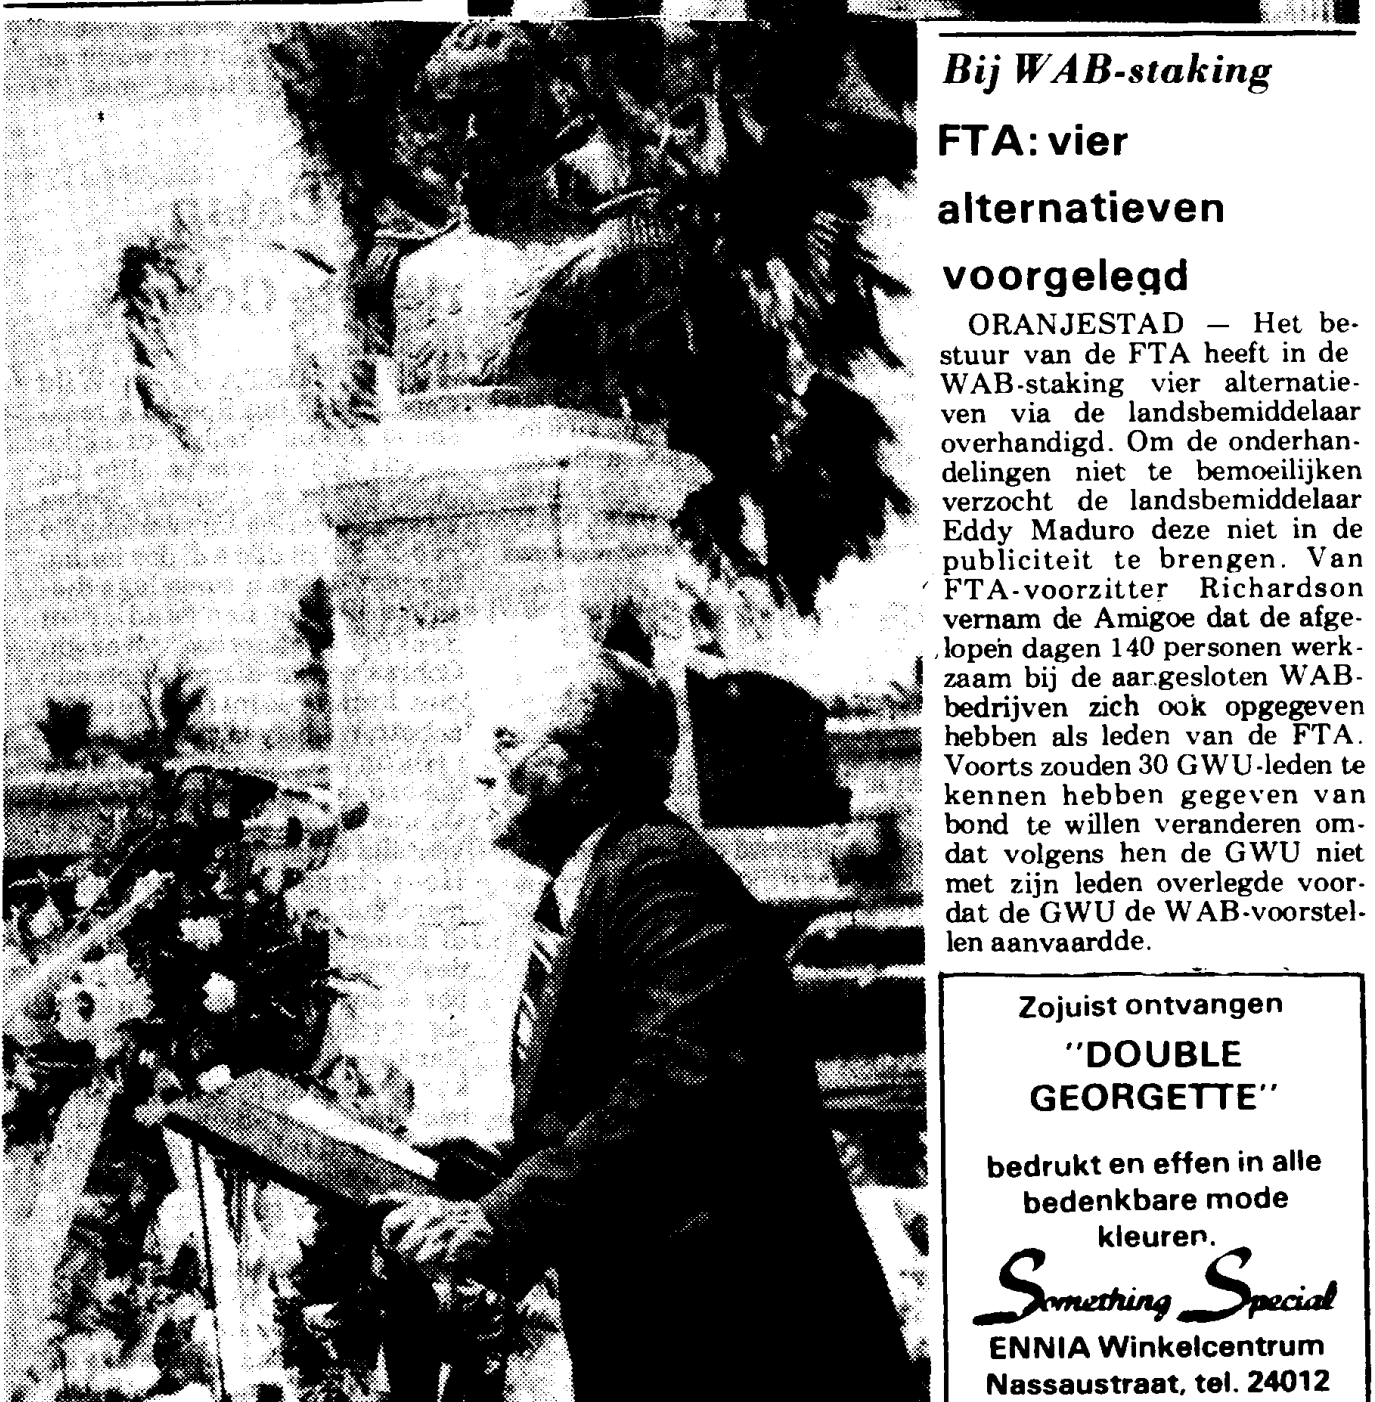 Bij WAB-staking
FTA: vier
alternatieven
voorgelegd
ORANJESTAD — Het be-
stuur van de FTA heeft in de
WAB-staking vier alternatie-
ven via de landsbemiddelaar
overhandigd. Om de onderhan-
delingen niet te bemoeilijken
verzocht de landsbemiddelaar
Eddy Maduro deze niet in de
publiciteit te brengen. Van
FTA-voorzitter Richardson
vernam de Amigoe dat de afge-
lopen dagen 140 personen werk-
zaam bij de aangesloten WAB-
bedrijven zich ook opgegeven
hebben als leden van de FTA.
Voorts zouden 30 GWU-leden te
kennen hebben gegeven van
bond te willen veranderen om-
dat volgens hen de GWU niet
met zijn leden overlegde voor-
dat de GWU de WAB-voorstel-
len aanvaardde.
Zojuist ontvangen
"DOUBLE
GEORGETTE"
bedrukt en effen in alle
bedenkbare mode
kleuren.
Something Special
ENNIA Winkelcentrum
Nassaustraat, tel. 24012